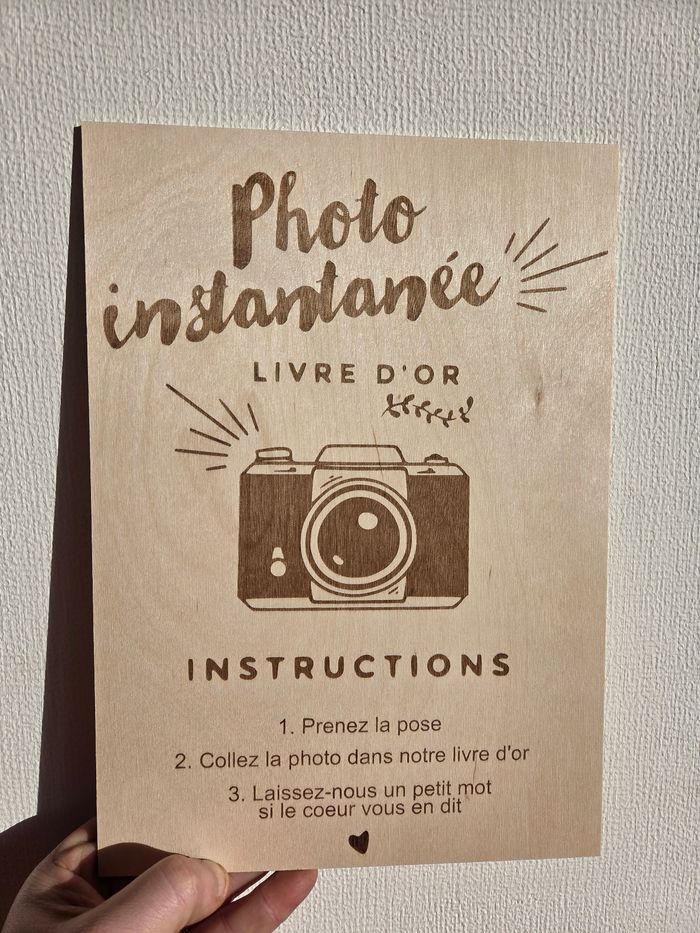 Photo
instantanée
LIVRE D'OR
INSTRUCTIONS
1. Prenez la pose
2. Collez la photo dans notre livre d'or
3. Laissez-nous un petit mot
si le coeur vous en dit